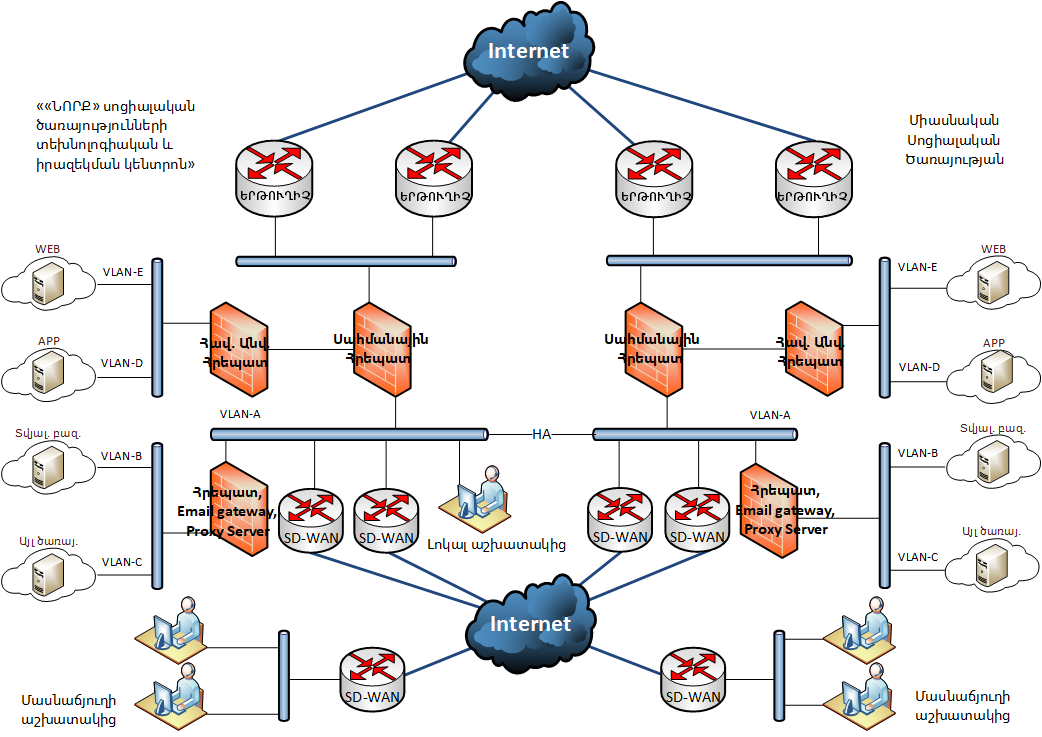 Internet
««ՆՈՐՔ» սոցիալական
ծառայությունների
տեխնոլոգիական և
իրազեկման կենտրոն»
Միասնական
Սոցիալական
Ծառայության
ԵՐԹՈՒՂԻՉ
ԵՐԹՈՒՂԻՉ
ԵՐԹՈՒՂԻՉ
ԵՐԹՈՒՂԻՉ
WEB
VLAN-E
APP
VLAN-D
Հավ. Անվ.
Հրեպատ
Սահմանային
Հրեպատ
Սահմանային
Հրեպատ
Հավ. Անվ.
Հրեպատ
WEB
VLAN-E
APP
VLAN-D
VLAN-A
HA
VLAN-A
Տվյալ. բազ.
VLAN-B
Այլ ծառայ.
VLAN-C
Հրեպատ,
Email gateway,
Proxy Server
SD-WAN
SD-WAN
Լոկալ աշխատակից
SD-WAN
SD-WAN
Հրեպատ,
Email gateway,
Proxy Server
Տվյալ. բազ.
VLAN-B
Այլ ծառայ.
VLAN-C
Internet
Մասնաճյուղի
աշխատակից
SD-WAN
SD-WAN
Մասնաճյուղի
աշխատակից